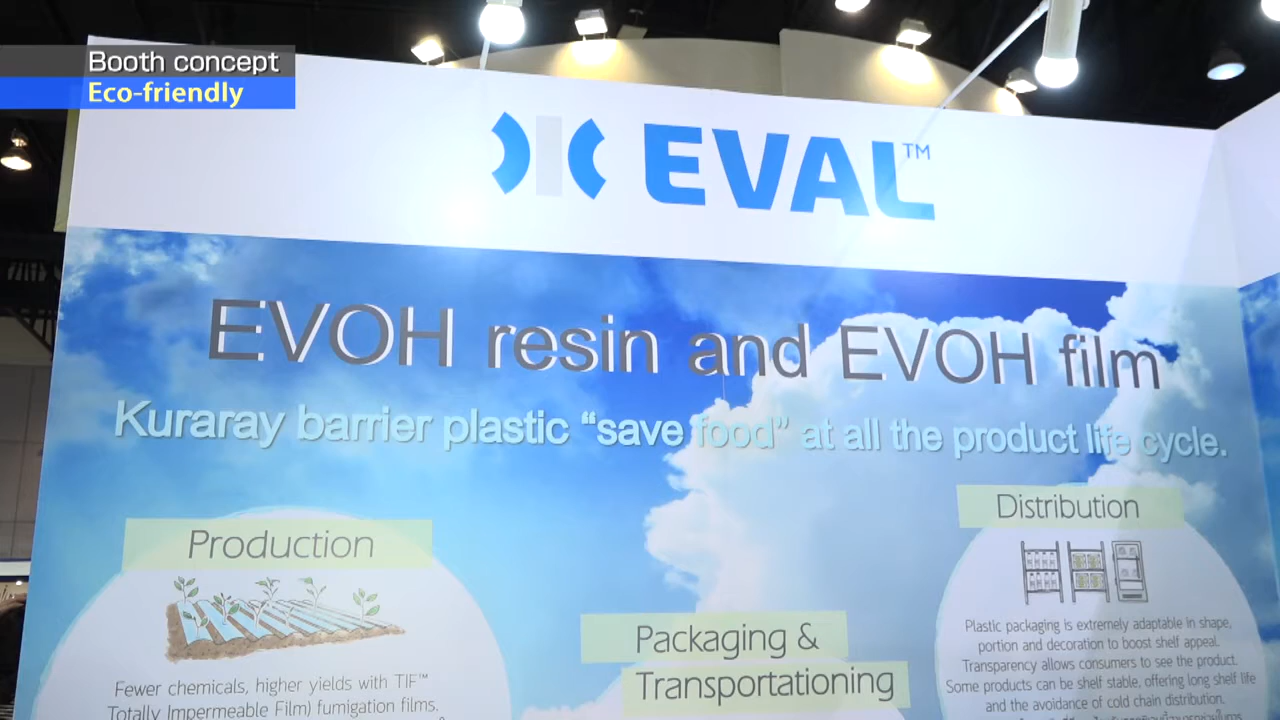 Booth concept
Eco-friendly
EVAL™
EVOH resin and EVOH film
Kuraray barrier plastic “save food” at all the product life cycle.
Production
Fewer chemicals, higher yields with TIF™
Totally Impermeable Film) fumigation films.
Packaging &
Transportationing
Distribution
Plastic packaging is extremely adaptable in shape,
portion and decoration to boost shelf appeal.
Transparency allows consumers to see the product.
Some products can be shelf stable, offering long shelf life
and the avoidance of cold chain distribution.